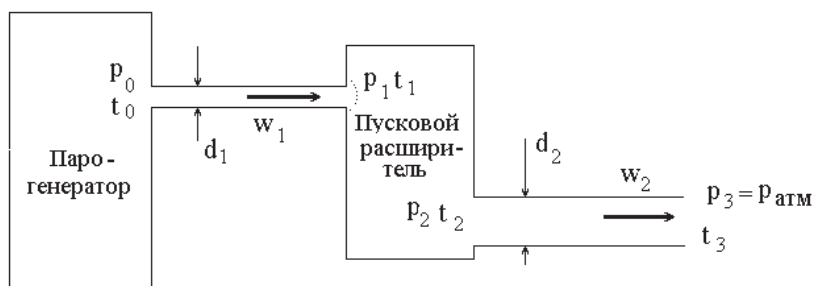 p₀
t₀
Паро-
генератор
w₁
d₁
p₁ t₁
Пусковой
расшири-
тель
p₂ t₂
d₂
w₂
p₃ = pатм
t₃